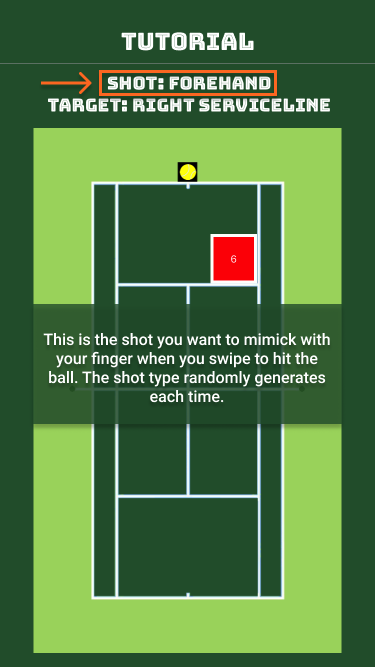 TUTORIAL
SHOT: FOREHAND
TARGET: RIGHT SERVICELINE
6
This is the shot you want to mimick with
your finger when you swipe to hit the
ball. The shot type randomly generates
each time.